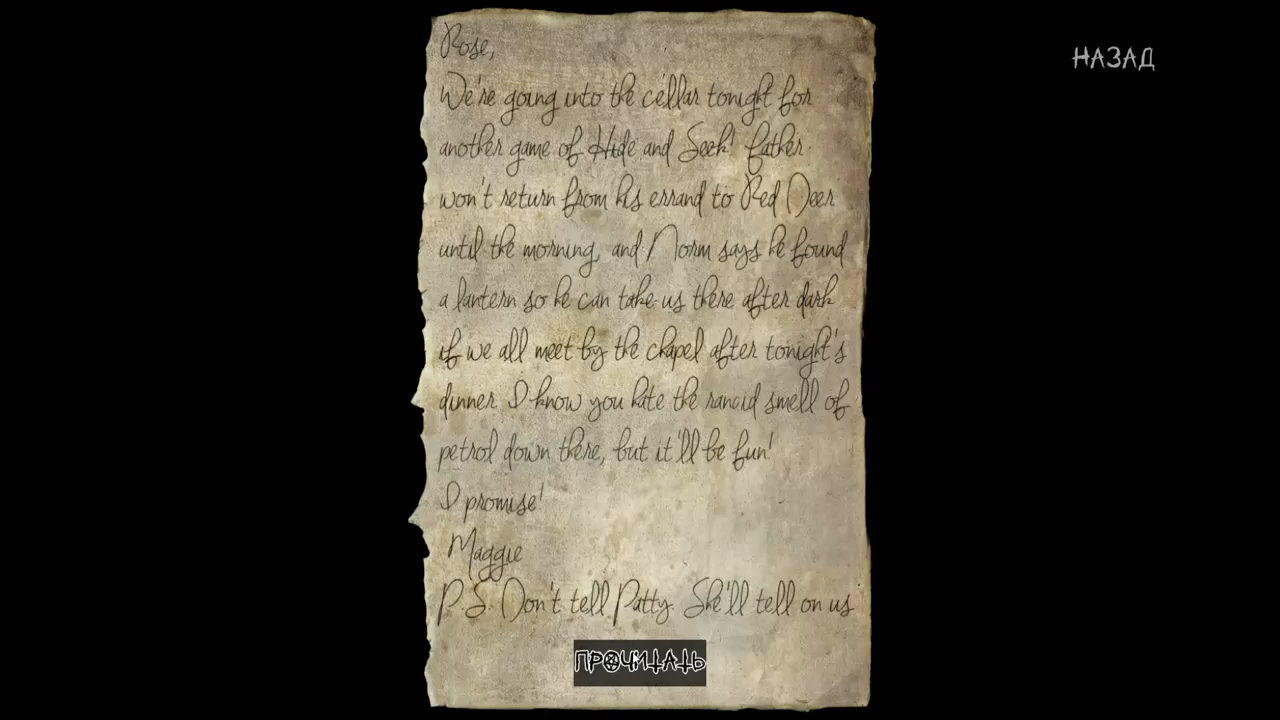 Rose,
НАЗАД
We're going into the cellar tonight for
another game of Hide and Seek! Father
won't return from his errand to Red Deer
until the morning, and Norm says he found
a lantern so he can take us there after dark
if we all meet by the chapel after tonight's
dinner. I know you hate the rancid smell of
petrol down there, but it'll be fun!
I promise!
Maggie
P.S. Don't tell Patty. She'll tell on us
ПРОЧИТАТЬ